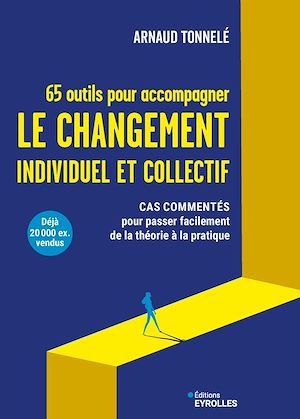 ARNAUD TONNELÉ
65 outils pour accompagner
LE CHANGEMENT
INDIVIDUEL ET COLLECTIF
CAS COMMENTÉS
pour passer facilement
de la théorie à la pratique
Déjà
20 000 ex.
vendus
Éditions
EYROLLES